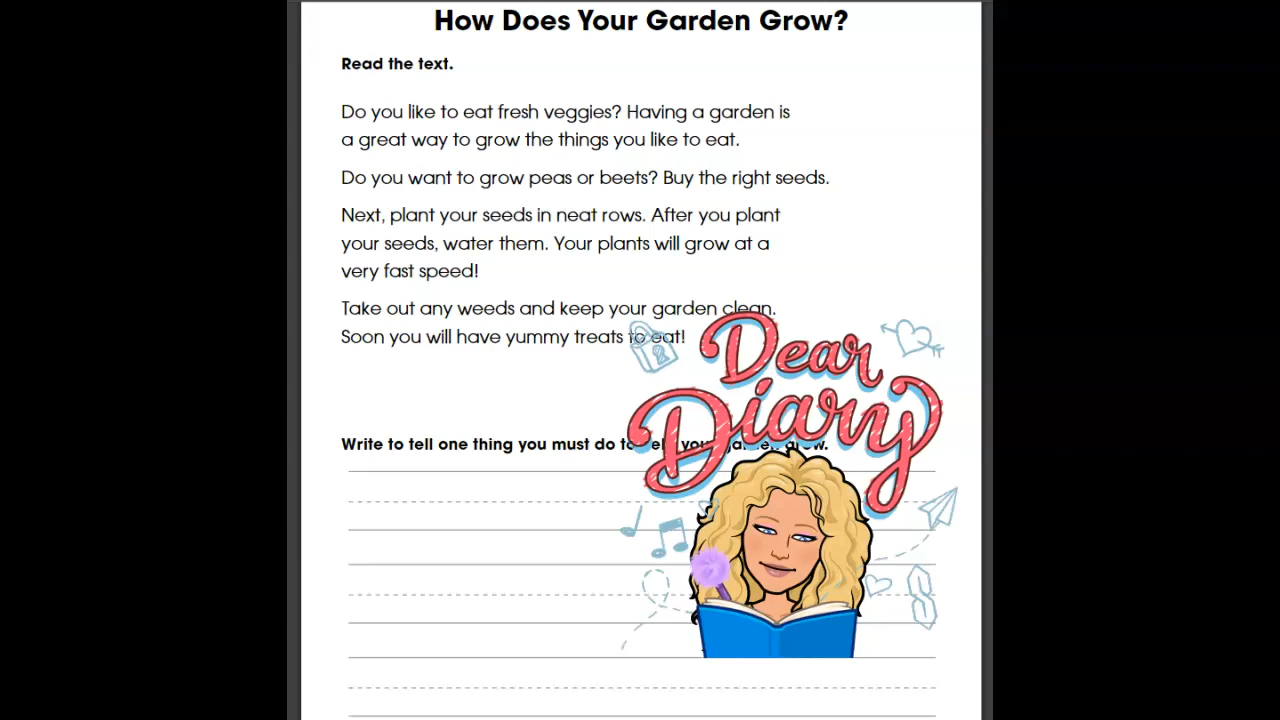 How Does Your Garden Grow?
Read the text.
Do you like to eat fresh veggies? Having a garden is
a great way to grow the things you like to eat.
Do you want to grow peas or beets? Buy the right seeds.
Next, plant your seeds in neat rows. After you plant
your seeds, water them. Your plants will grow at a
very fast speed!
Take out any weeds and keep your garden clean.
Soon you will have yummy treats to eat!
Dear
Diary
Write to tell one thing you must do to help your garden grow.